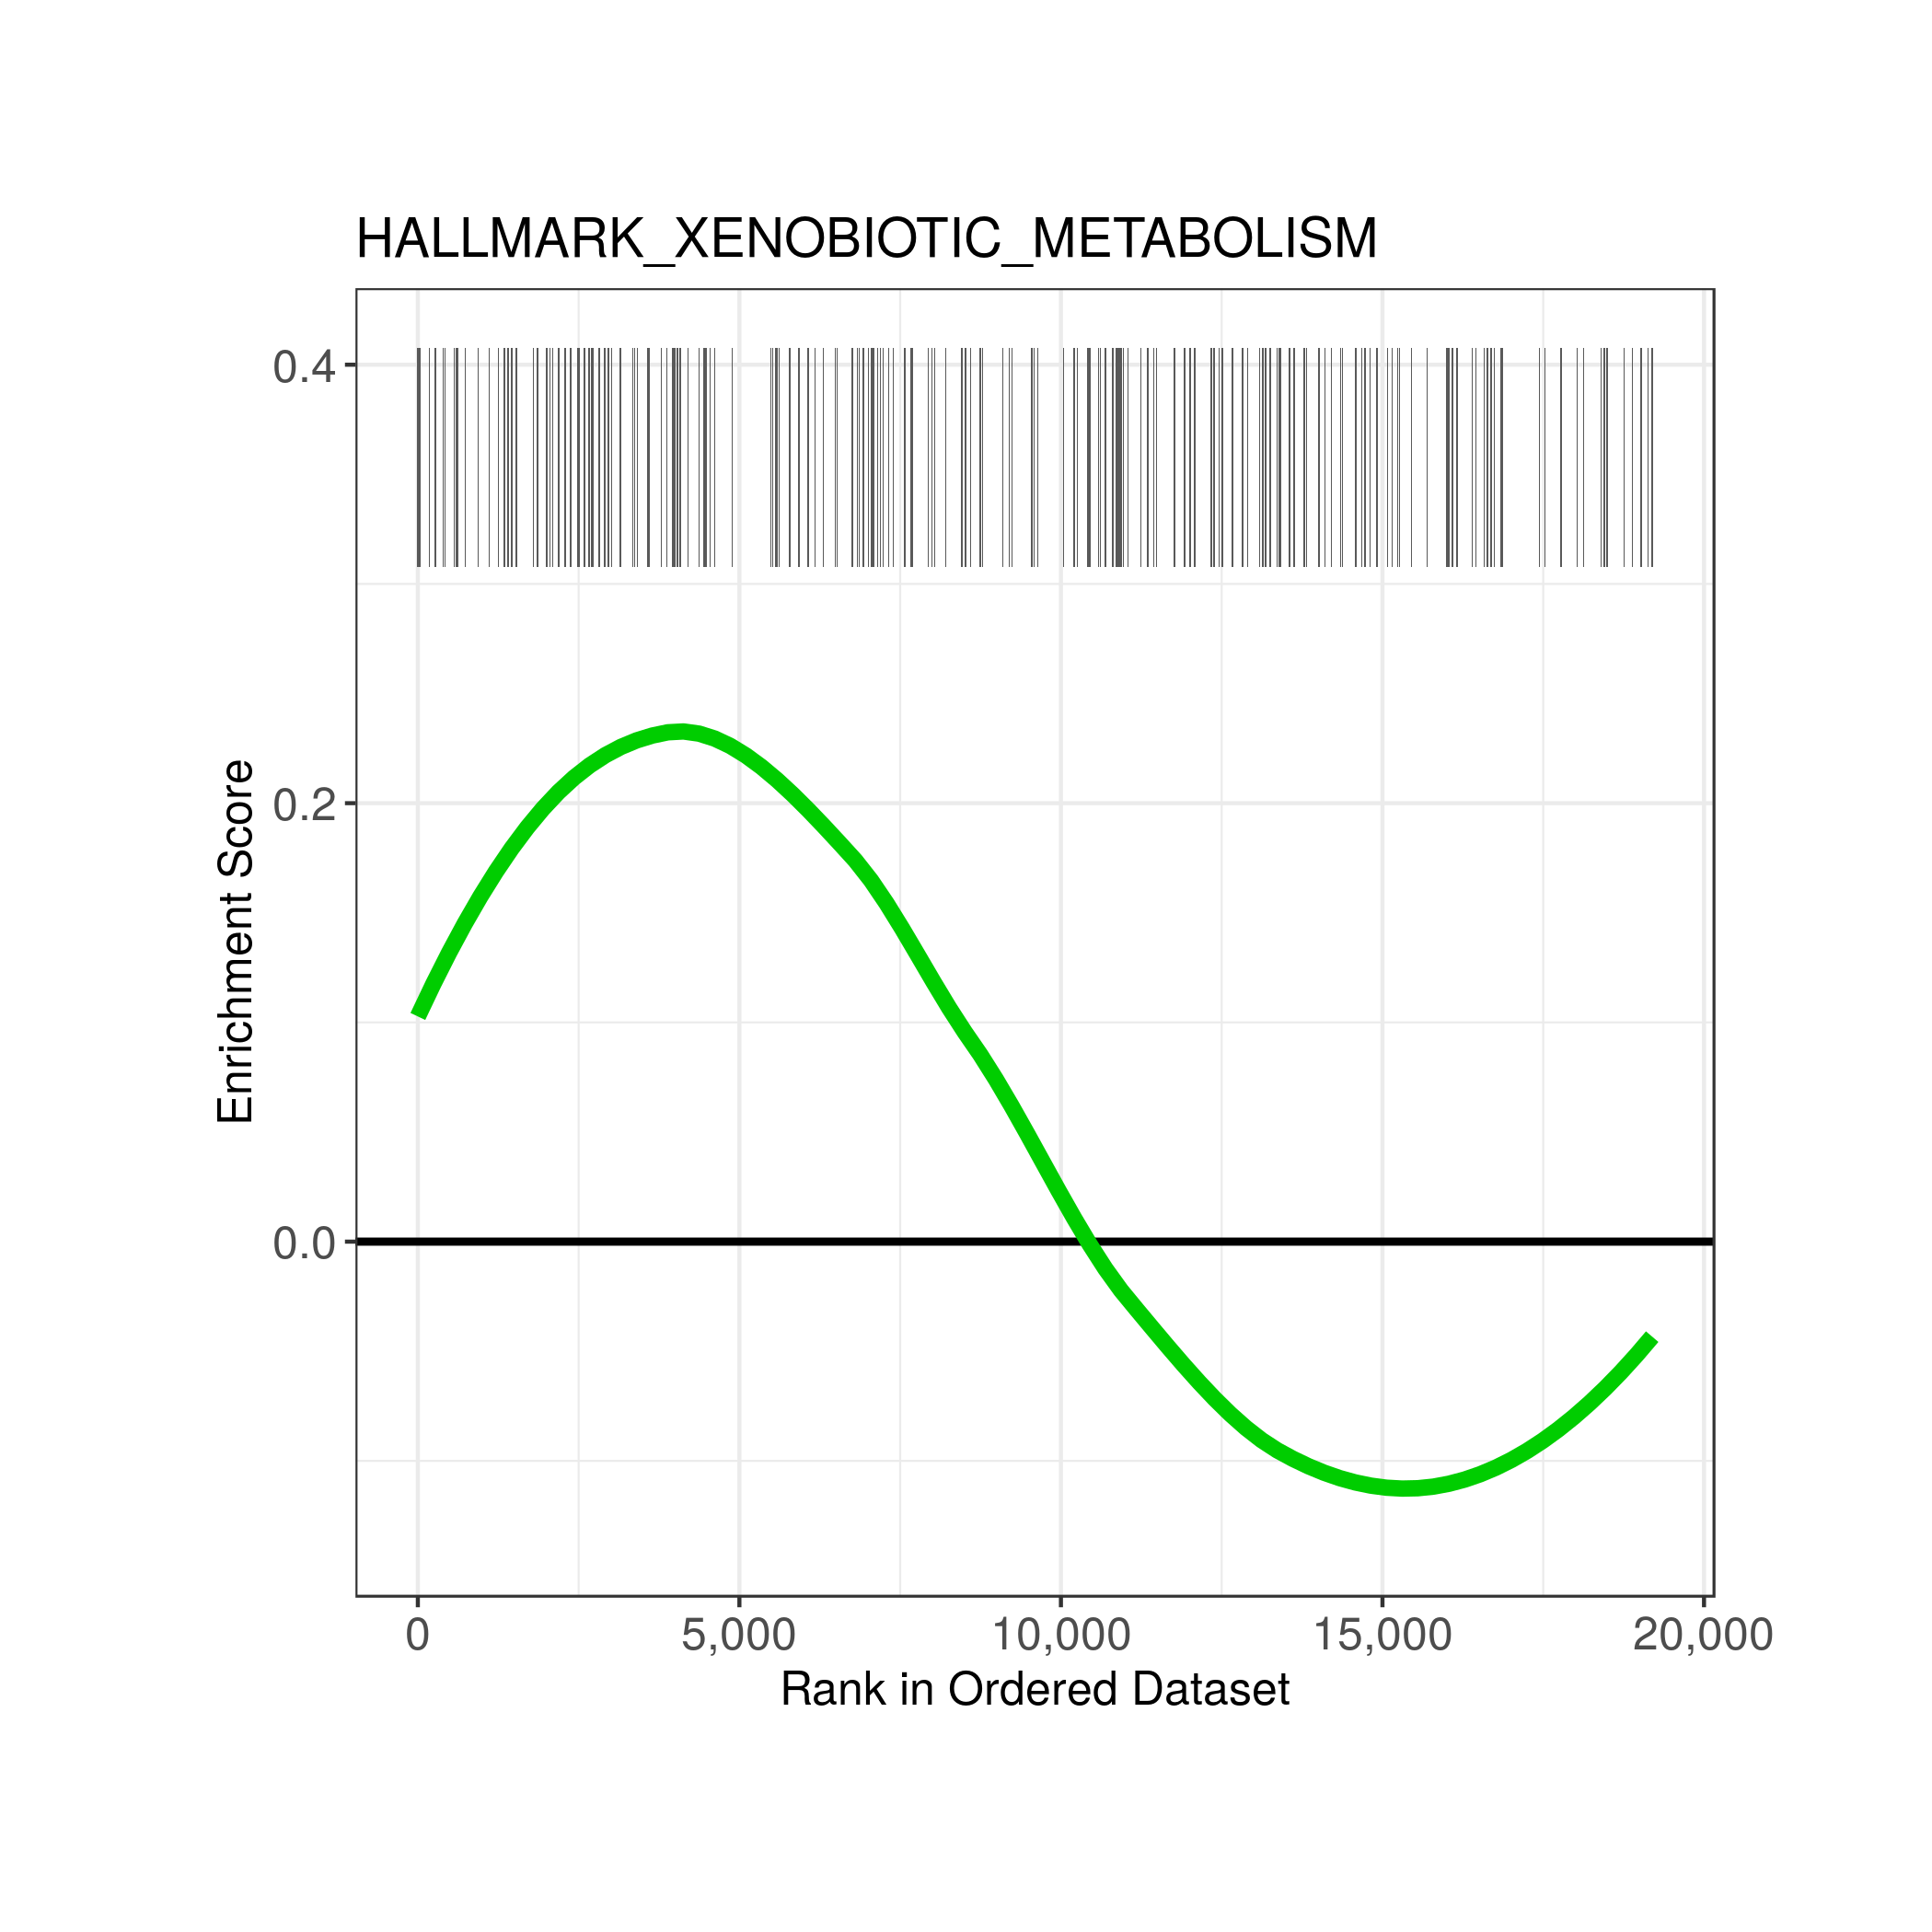 HALLMARK_XENOBIOTIC_METABOLISM
0.4
0.2
0.0
Enrichment Score
0 5,000 10,000 15,000 20,000
Rank in Ordered Dataset